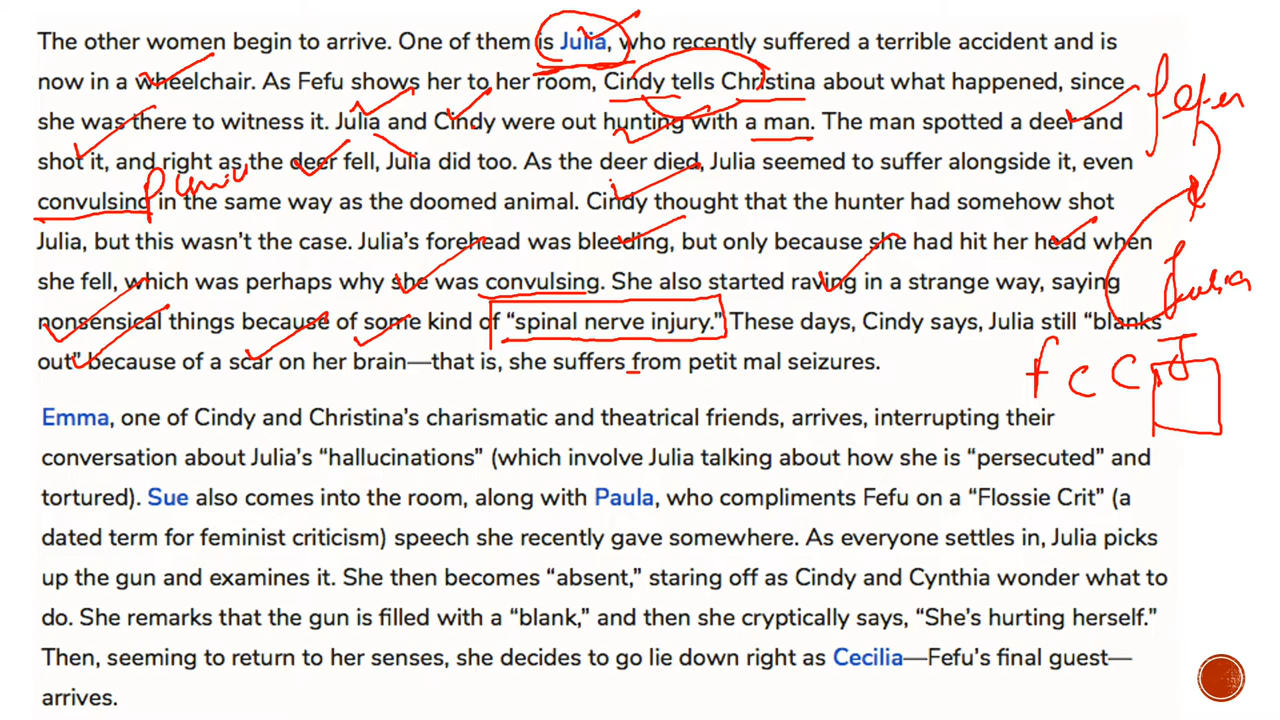 The other women begin to arrive. One of them is Julia, who recently suffered a terrible accident and is
now in a wheelchair. As Fefu shows her to her room, Cindy tells Christina about what happened, since
she was there to witness it. Julia and Cindy were out hunting with a man. The man spotted a deer and
shot it, and right as the deer fell, Julia did too. As the deer died, Julia seemed to suffer alongside it, even
convulsing in the same way as the doomed animal. Cindy thought that the hunter had somehow shot
Julia, but this wasn't the case. Julia's forehead was bleeding, but only because she had hit her head when
she fell, which was perhaps why she was convulsing. She also started raving in a strange way, saying
nonsensical things because of some kind of “spinal nerve injury.” These days, Cindy says, Julia still “blanks
out” because of a scar on her brain—that is, she suffers from petit mal seizures.
Julia
f c c J
Emma, one of Cindy and Christina's charismatic and theatrical friends, arrives, interrupting their
conversation about Julia's “hallucinations” (which involve Julia talking about how she is “persecuted” and
tortured). Sue also comes into the room, along with Paula, who compliments Fefu on a “Flossie Crit” (a
dated term for feminist criticism) speech she recently gave somewhere. As everyone settles in, Julia picks
up the gun and examines it. She then becomes “absent,” staring off as Cindy and Cynthia wonder what to
do. She remarks that the gun is filled with a “blank,” and then she cryptically says, “She's hurting herself.”
Then, seeming to return to her senses, she decides to go lie down right as Cecilia—Fefu's final guest—
arrives.